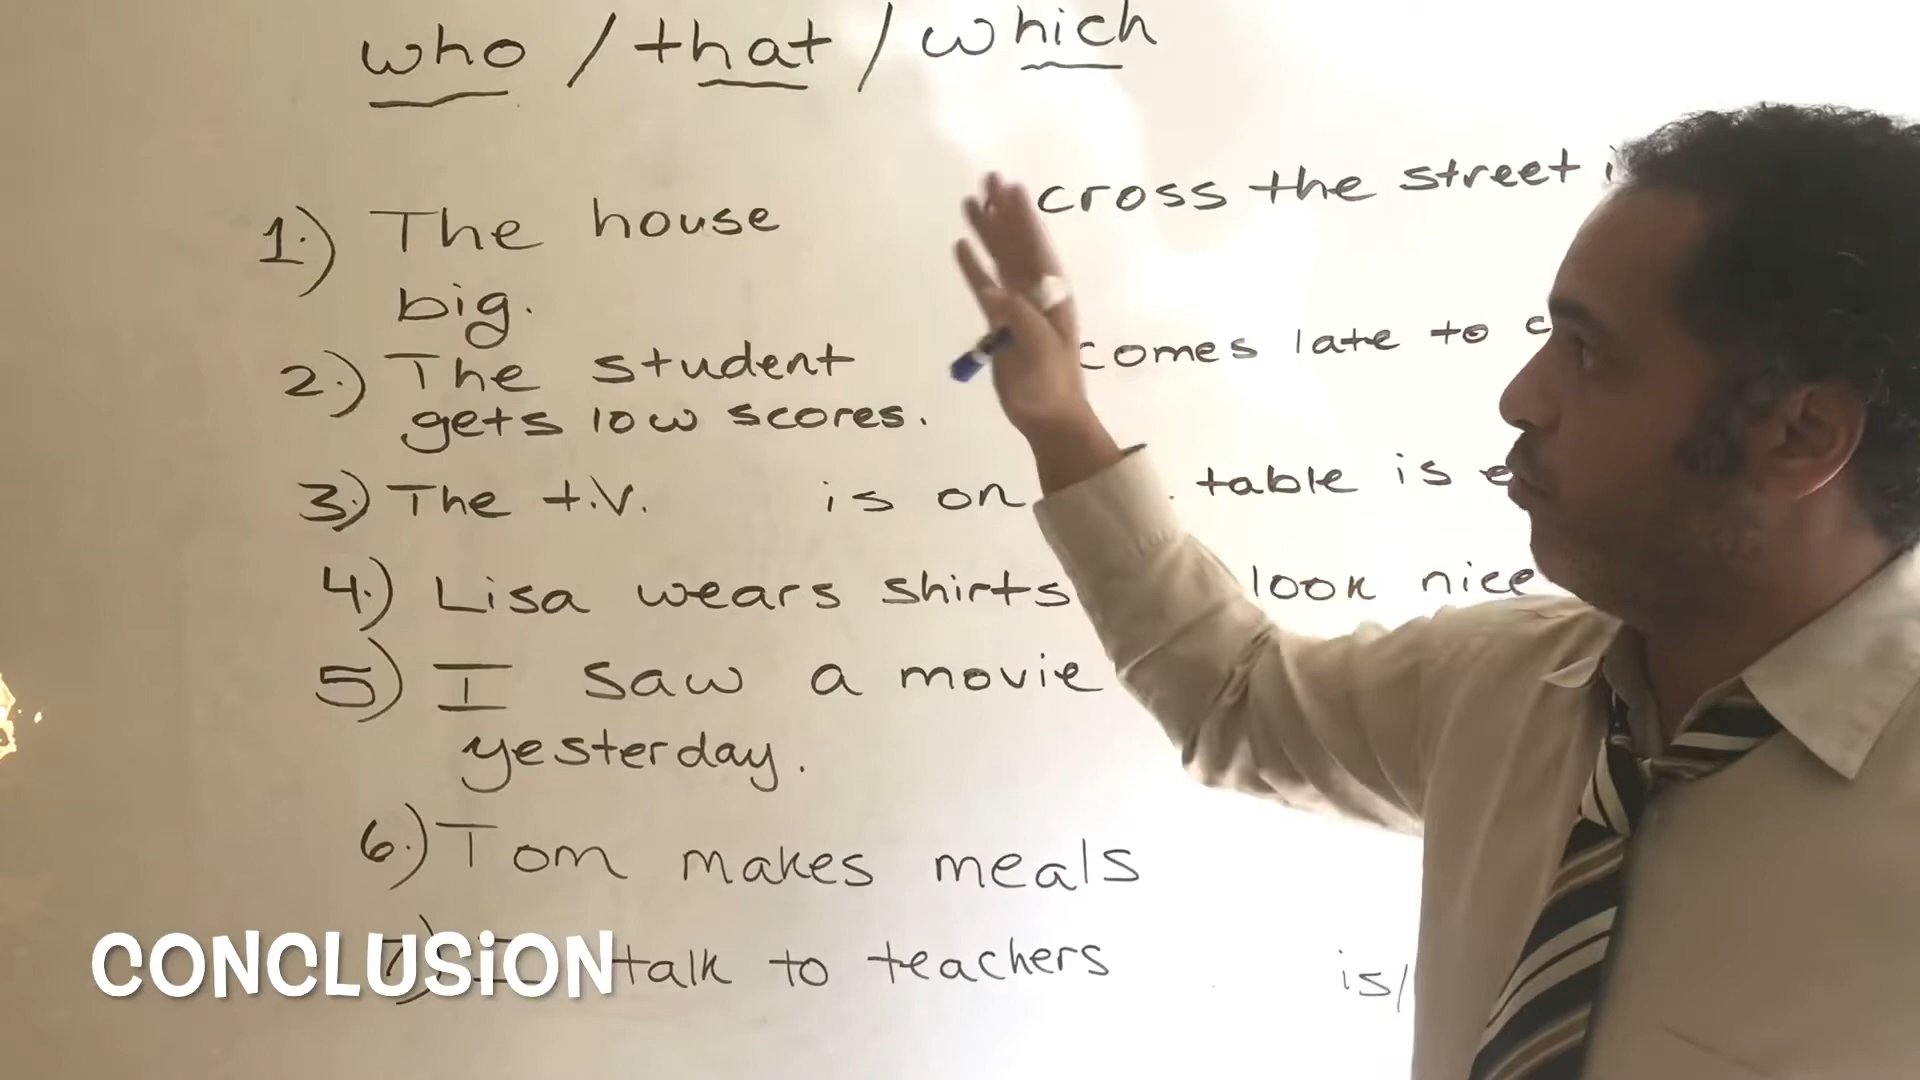 who / that / which
1.) The house cross the street
big.
2.) The student comes late to
gets low scores.
3.) The t.V. is on table is
4.) Lisa wears shirts look nice
5) I saw a movie
yesterday.
6.) Tom makes meals
7.) I talk to teachers is/
CONCLUSION